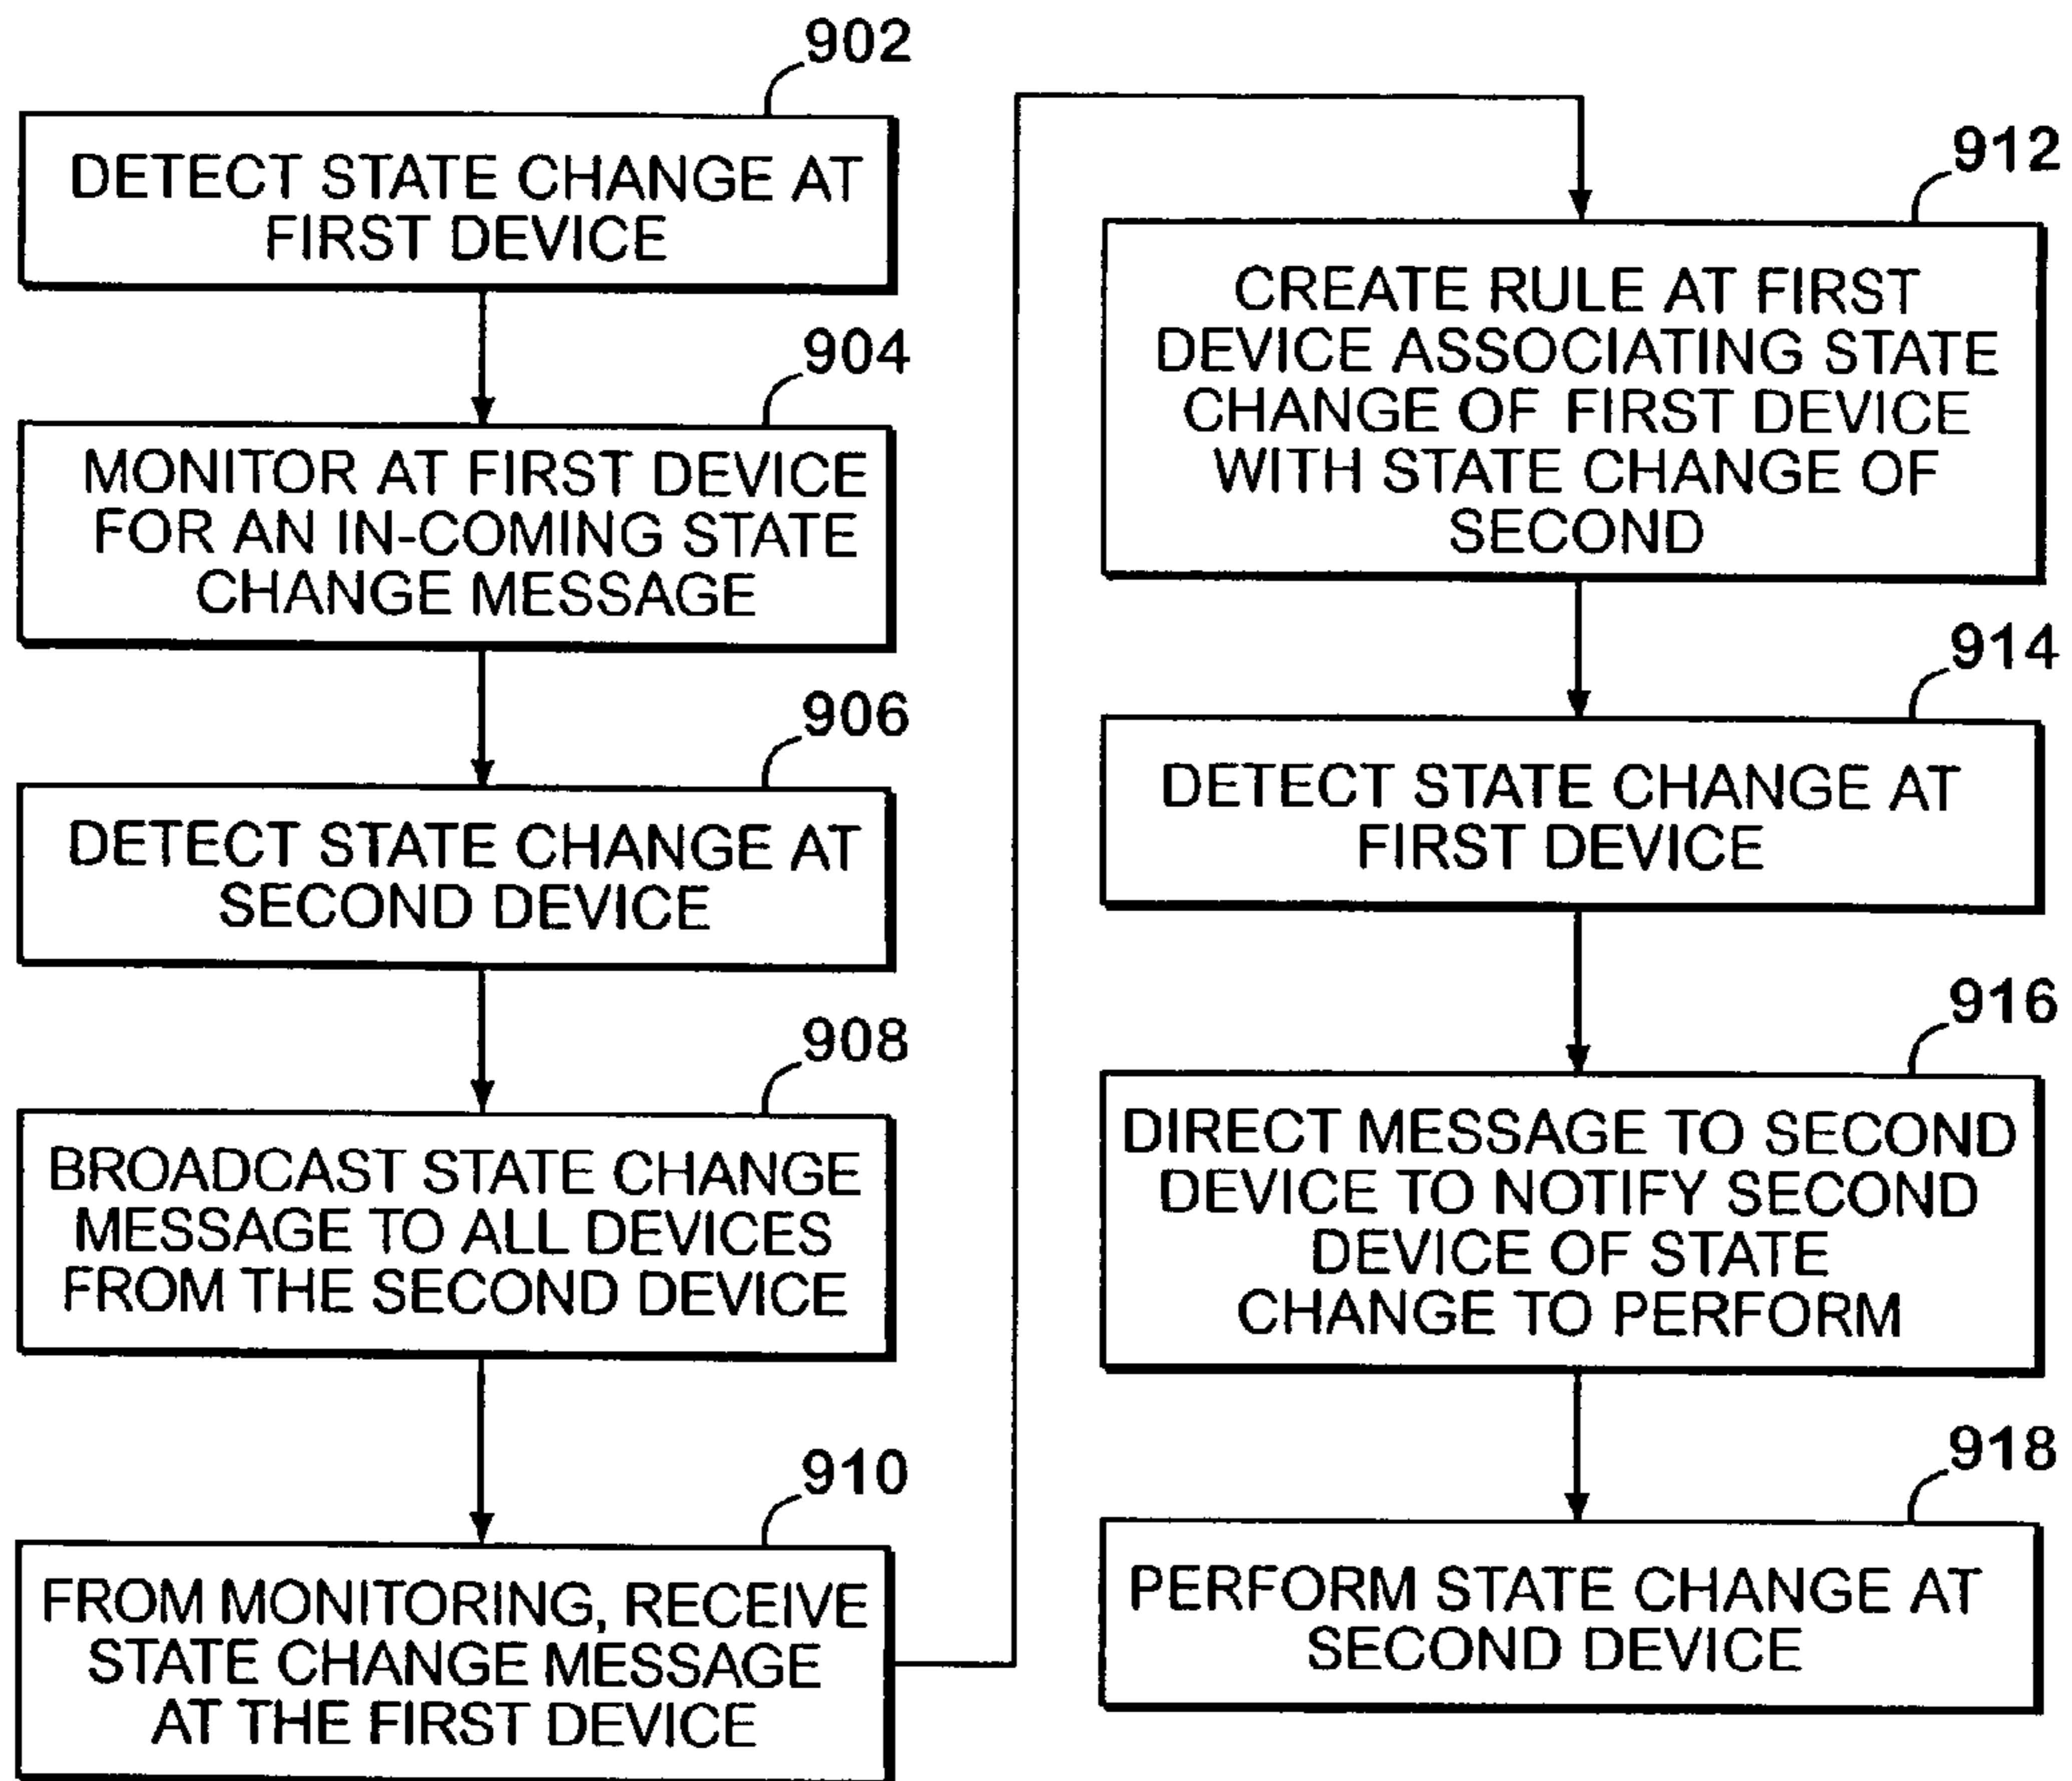 902
DETECT STATE CHANGE AT
FIRST DEVICE
904
MONITOR AT FIRST DEVICE
FOR AN IN-COMING STATE
CHANGE MESSAGE
906
DETECT STATE CHANGE AT
SECOND DEVICE
908
BROADCAST STATE CHANGE
MESSAGE TO ALL DEVICES
FROM THE SECOND DEVICE
910
FROM MONITORING, RECEIVE
STATE CHANGE MESSAGE
AT THE FIRST DEVICE
912
CREATE RULE AT FIRST
DEVICE ASSOCIATING STATE
CHANGE OF FIRST DEVICE
WITH STATE CHANGE OF
SECOND
914
DETECT STATE CHANGE AT
FIRST DEVICE
916
DIRECT MESSAGE TO SECOND
DEVICE TO NOTIFY SECOND
DEVICE OF STATE
CHANGE TO PERFORM
918
PERFORM STATE CHANGE AT
SECOND DEVICE